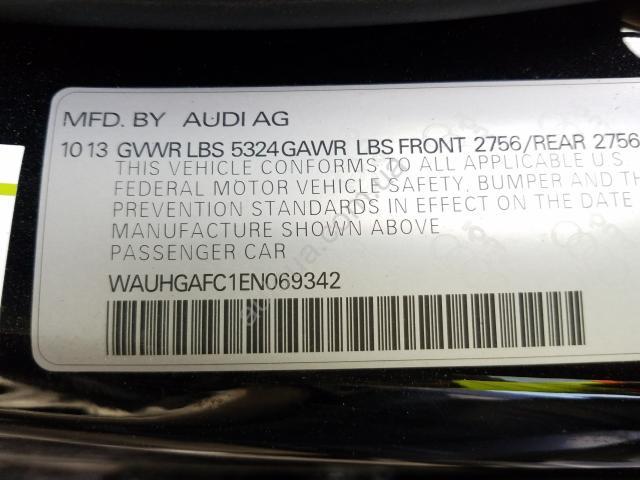 MFD. BY AUDI AG
10 13 GVWR LBS 5324 GAWR LBS FRONT 2756/REAR 2756
THIS VEHICLE CONFORMS TO ALL APPLICABLE U S
FEDERAL MOTOR VEHICLE SAFETY, BUMPER AND TH
PREVENTION STANDARDS IN EFFECT ON THE DATE
MANUFACTURE SHOWN ABOVE
PASSENGER CAR
WAUHGAFC1EN069342